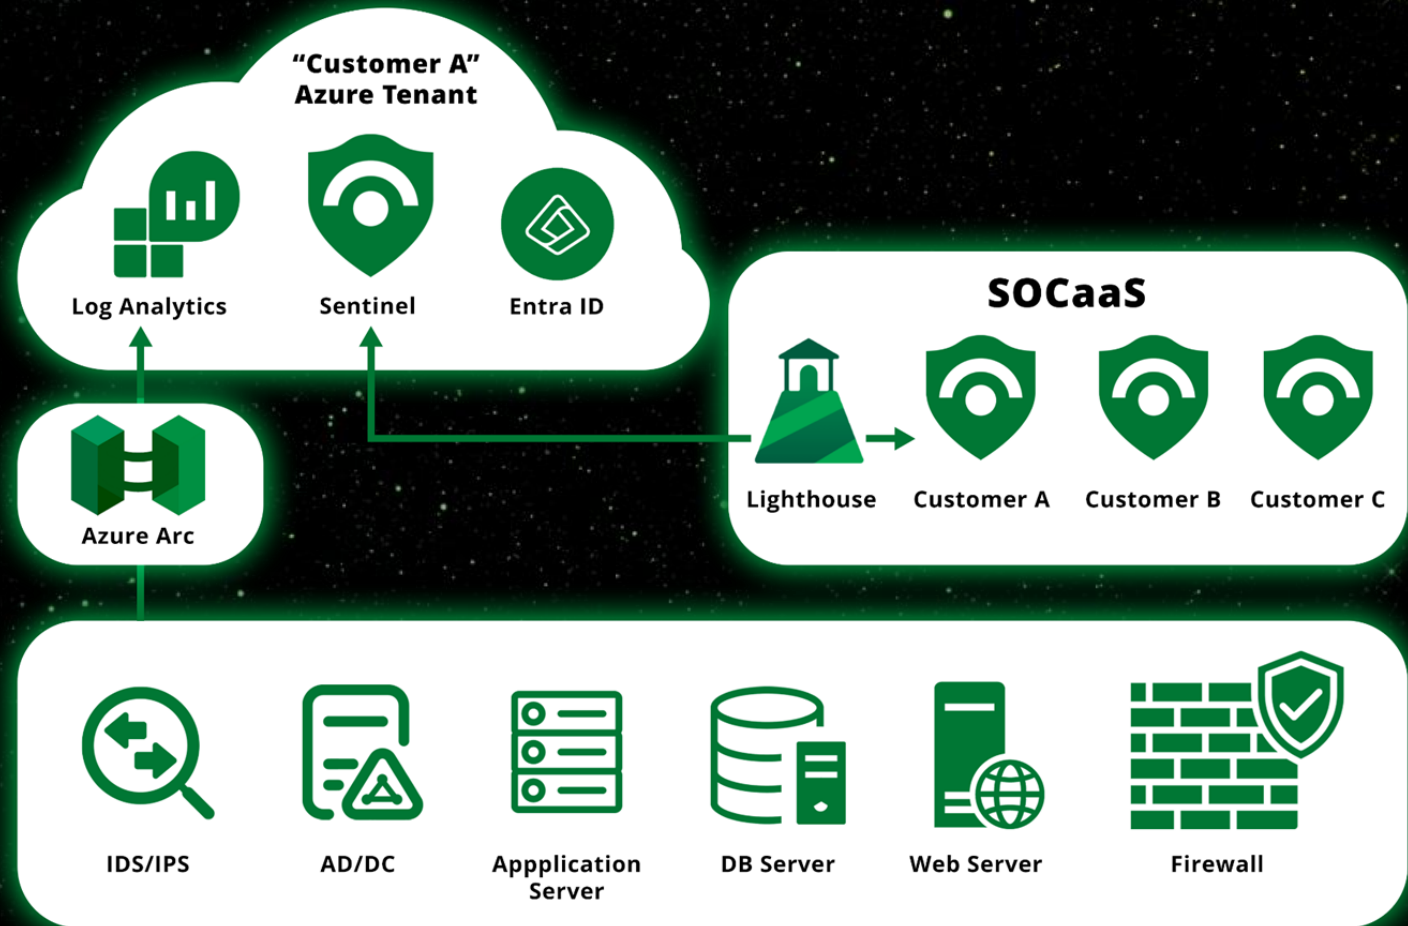 “Customer A”
Azure Tenant
Log Analytics
Sentinel
Entra ID
SOCaaS
Lighthouse
Customer A
Customer B
Customer C
Azure Arc
IDS/IPS
AD/DC
Appplication
Server
DB Server
Web Server
Firewall